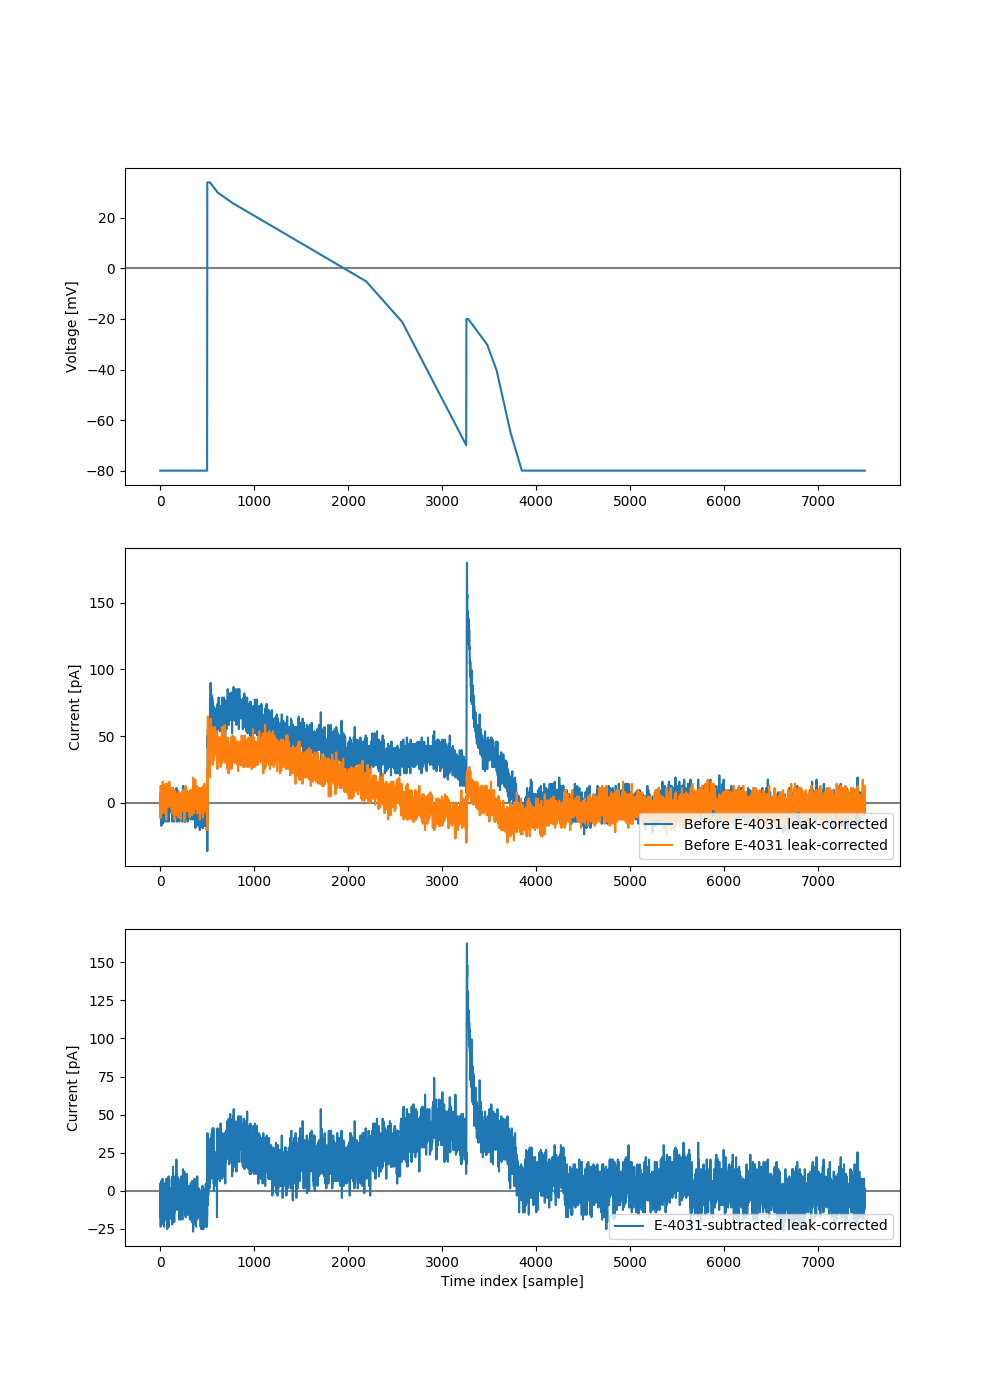 20
0
−20
−40
−60
−80
Voltage [mV]
0 1000 2000 3000 4000 5000 6000 7000
150
100
50
0
Current [pA]
Before E-4031 leak-corrected
Before E-4031 leak-corrected
0 1000 2000 3000 4000 5000 6000 7000
150
125
100
75
50
25
0
−25
Current [pA]
E-4031-subtracted leak-corrected
0 1000 2000 3000 4000 5000 6000 7000
Time index [sample]